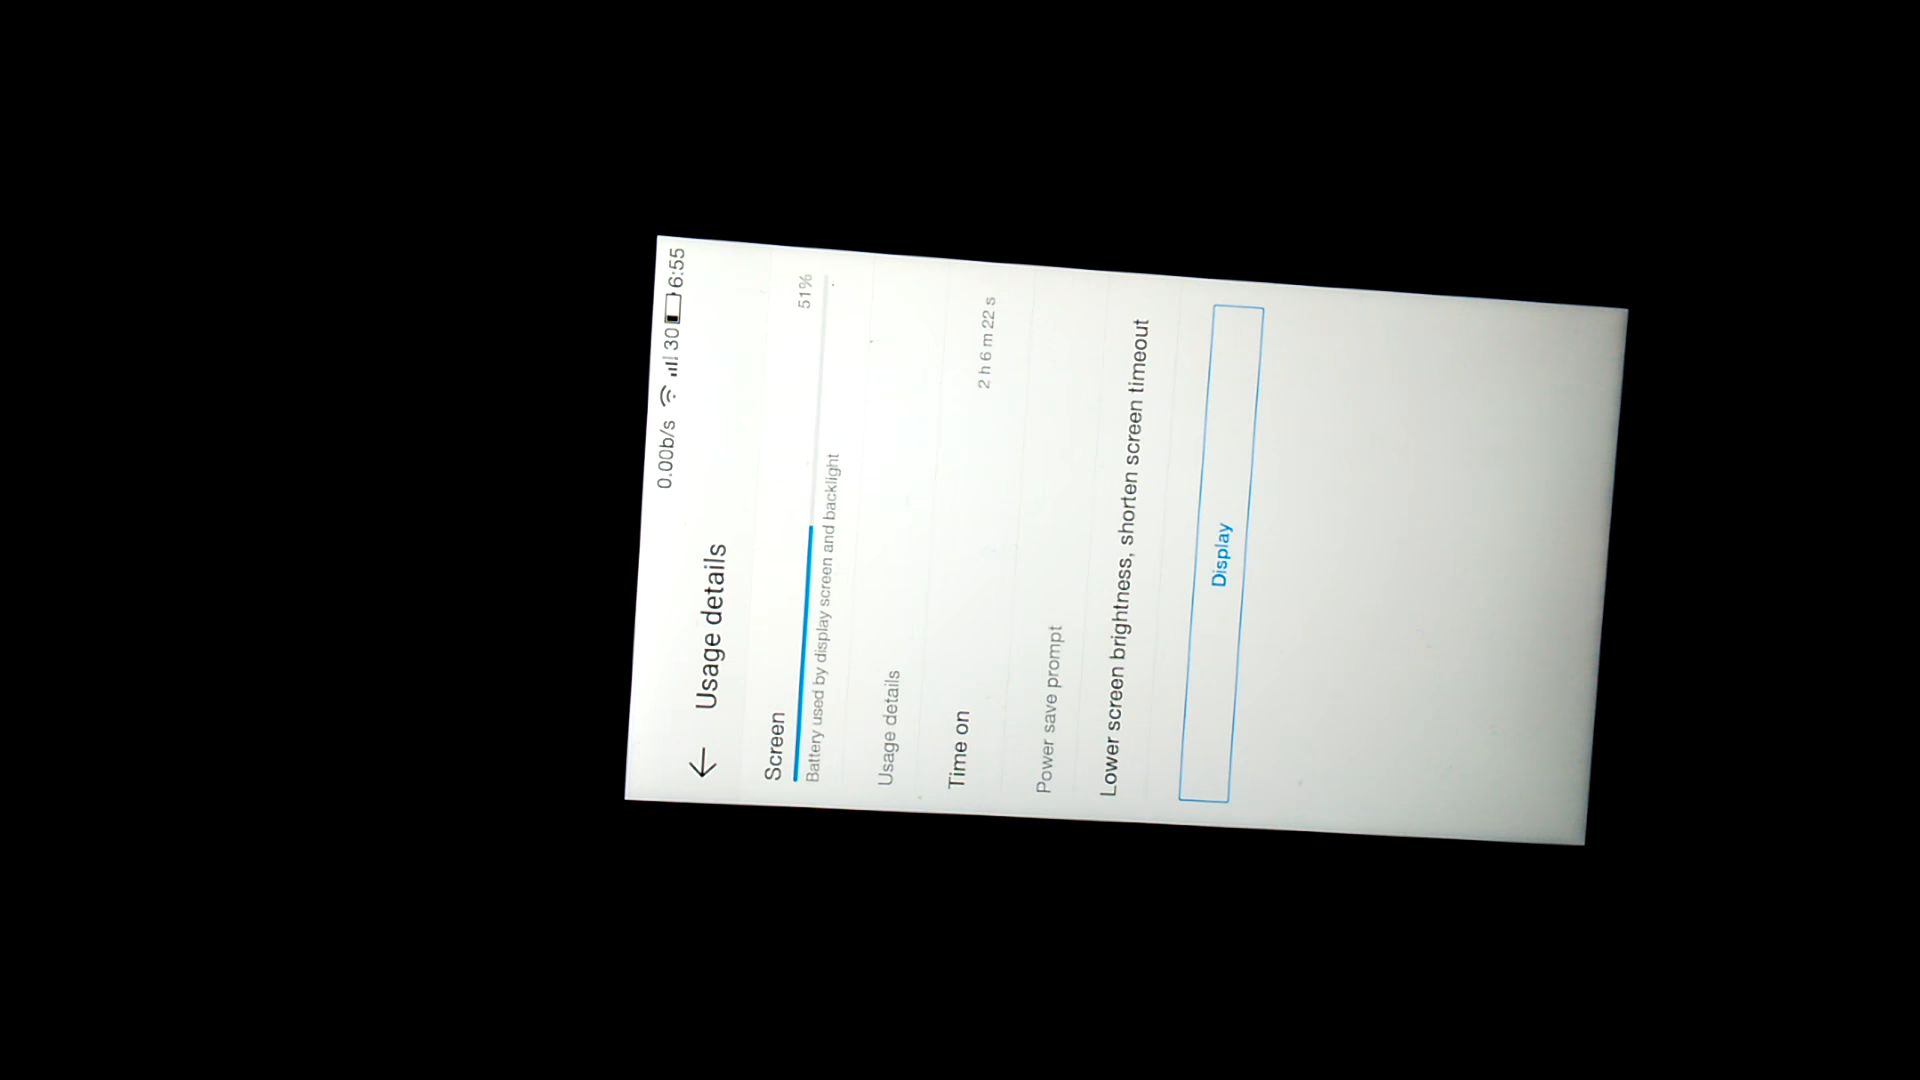 0.00b/s 30 6:55
Usage details
Screen 51%
Battery used by display screen and backlight
Usage details
Time on 2 h 6 m 22 s
Power save prompt
Lower screen brightness, shorten screen timeout
Display